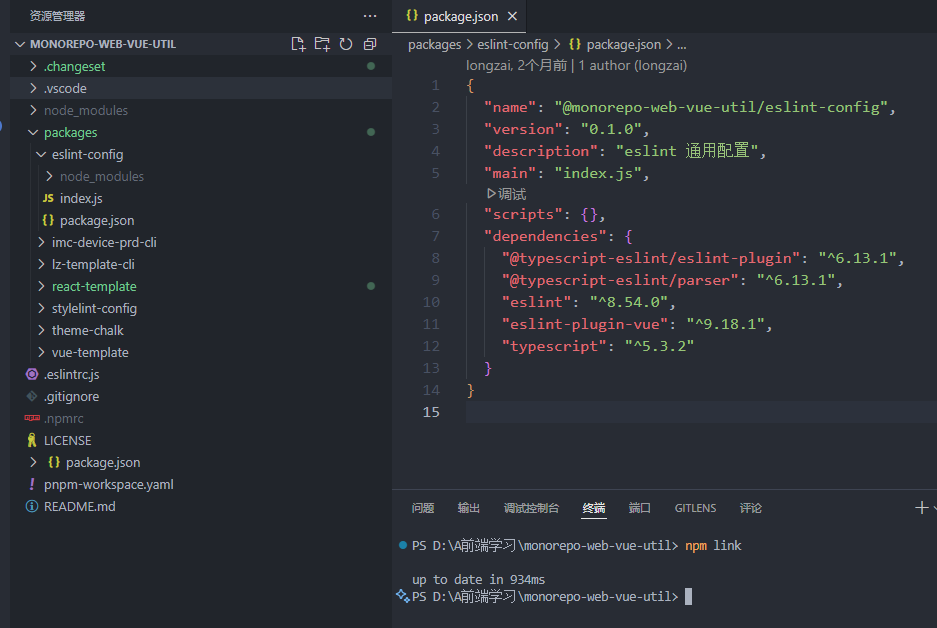 资源管理器
MONOREPO-WEB-VUE-UTIL
.changeset
.vscode
node_modules
packages
eslint-config
node_modules
JS index.js
{} package.json
imc-device-prd-cli
lz-template-cli
react-template
stylelint-config
theme-chalk
vue-template
.eslintrc.js
.gitignore
npm .npmrc
LICENSE
{} package.json
! pnpm-workspace.yaml
README.md
{} package.json ×
packages > eslint-config > {} package.json > ...
longzai, 2个月前 | 1 author (longzai)
1 {
2 "name": "@monorepo-web-vue-util/eslint-config",
3 "version": "0.1.0",
4 "description": "eslint 通用配置",
5 "main": "index.js",
调试
6 "scripts": {},
7 "dependencies": {
8 "@typescript-eslint/eslint-plugin": "^6.13.1",
9 "@typescript-eslint/parser": "^6.13.1",
10 "eslint": "^8.54.0",
11 "eslint-plugin-vue": "^9.18.1",
12 "typescript": "^5.3.2"
13 }
14 }
15
问题 输出 调试控制台 终端 端口 GITLENS 评论
PS D:\A前端学习\monorepo-web-vue-util> npm link
up to date in 934ms
PS D:\A前端学习\monorepo-web-vue-util>